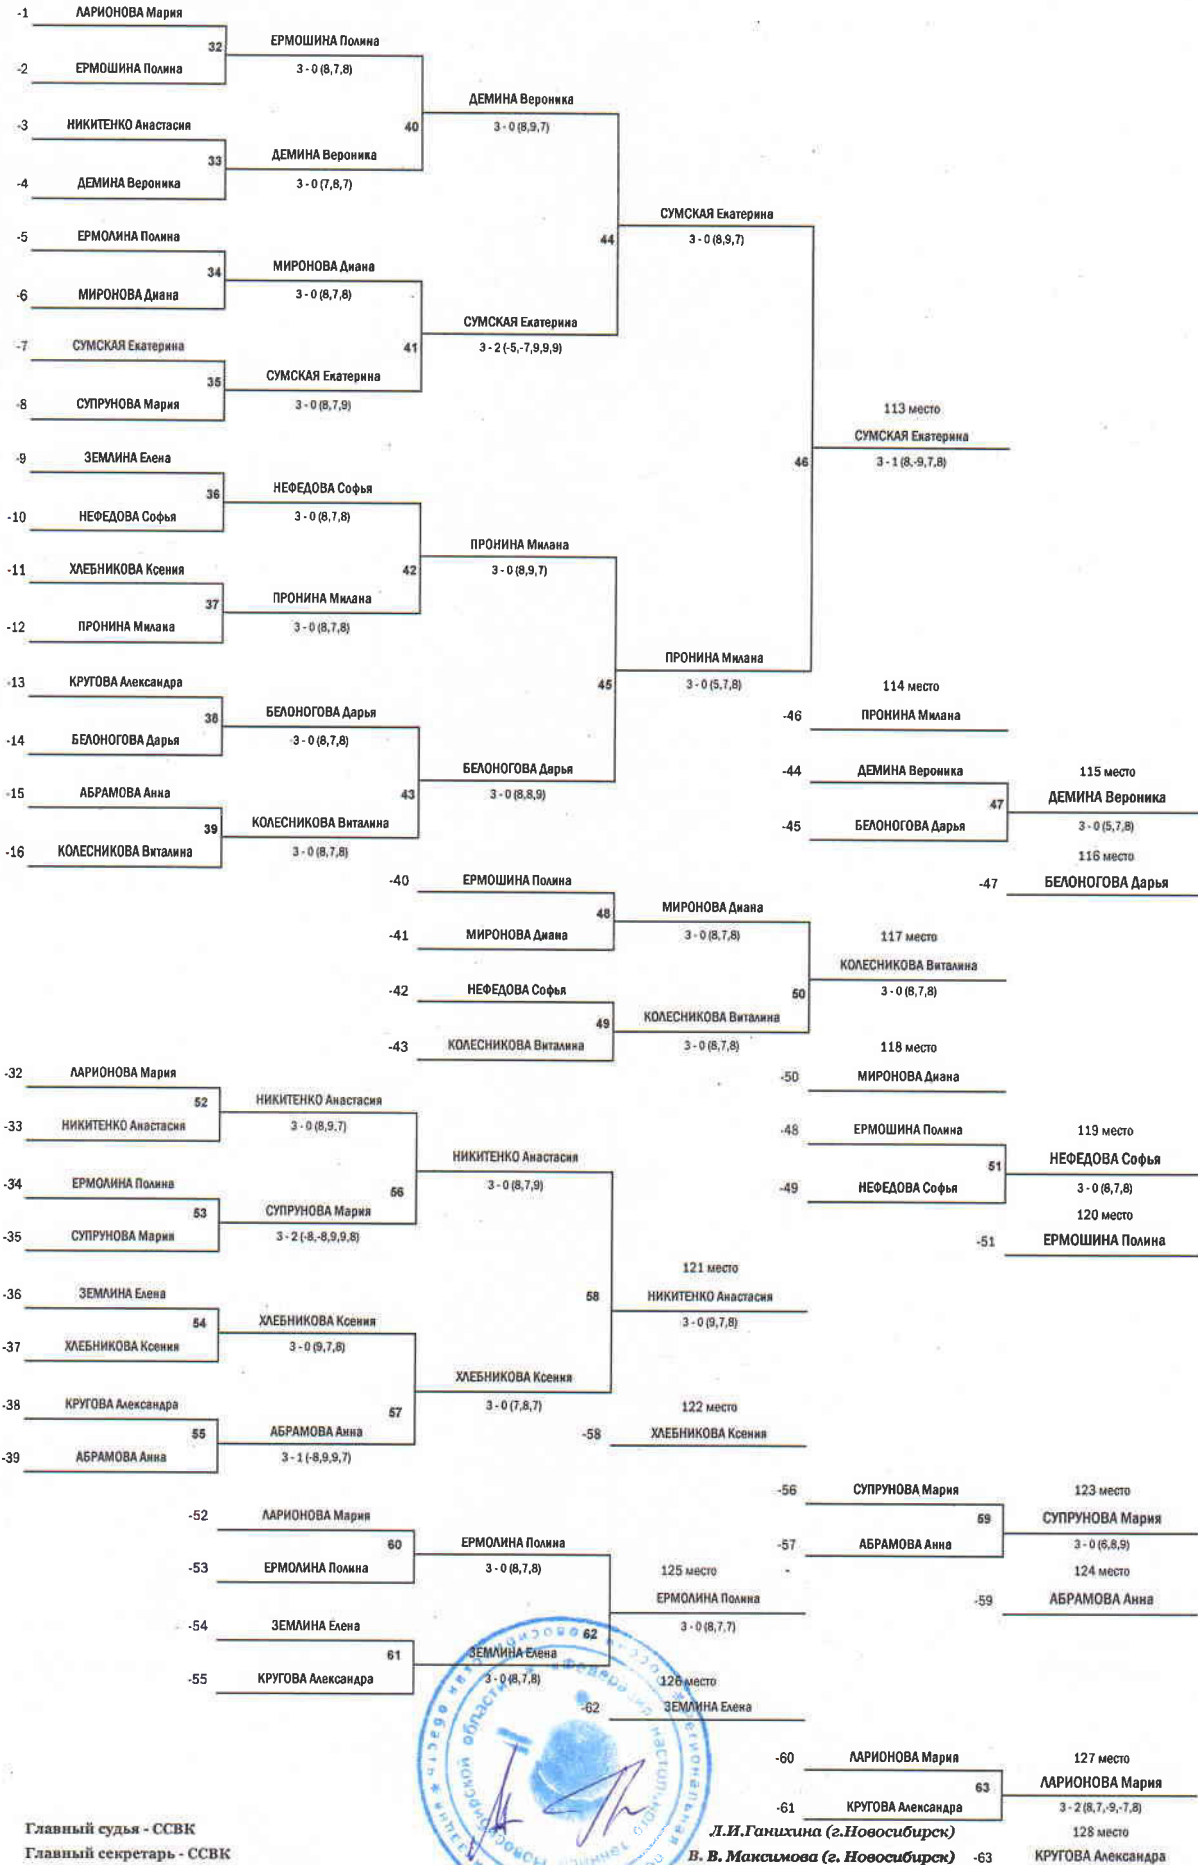 -1 ЛАРИОНОВА Мария
32 ЕРМОШИНА Полина
-2 ЕРМОШИНА Полина 3 - 0 (8,7,8)
ДЕМИНА Вероника
-3 НИКИТЕНКО Анастасия 40 3 - 0 (8,9,7)
33 ДЕМИНА Вероника
-4 ДЕМИНА Вероника 3 - 0 (7,8,7)
СУМСКАЯ Екатерина
-5 ЕРМОЛИНА Полина 44 3 - 0 (8,9,7)
34 МИРОНОВА Диана
-6 МИРОНОВА Диана 3 - 0 (8,7,8)
СУМСКАЯ Екатерина
-7 СУМСКАЯ Екатерина 41 3 - 2 (-5,-7,9,9,9)
35 СУМСКАЯ Екатерина
-8 СУПРУНОВА Мария 3 - 0 (8,7,9)
113 место
СУМСКАЯ Екатерина
-9 ЗЕМЛИНА Елена 46 3 - 1 (8,-9,7,8)
36 НЕФЕДОВА Софья
-10 НЕФЕДОВА Софья 3 - 0 (8,7,8)
ПРОНИНА Милана
-11 ХЛЕБНИКОВА Ксения 42 3 - 0 (8,9,7)
37 ПРОНИНА Милана
-12 ПРОНИНА Милана 3 - 0 (8,7,8)
ПРОНИНА Милана
-13 КРУГОВА Александра 45 3 - 0 (5,7,8) 114 место
38 БЕЛОНОГОВА Дарья -46 ПРОНИНА Милана
-14 БЕЛОНОГОВА Дарья 3 - 0 (8,7,8)
БЕЛОНОГОВА Дарья -44 ДЕМИНА Вероника 115 место
-15 АБРАМОВА Анна 43 3 - 0 (8,8,9) 47 ДЕМИНА Вероника
39 КОЛЕСНИКОВА Виталина -45 БЕЛОНОГОВА Дарья 3 - 0 (5,7,8)
-16 КОЛЕСНИКОВА Виталина 3 - 0 (8,7,8) 116 место
-40 ЕРМОШИНА Полина -47 БЕЛОНОГОВА Дарья
48 МИРОНОВА Диана
-41 МИРОНОВА Диана 3 - 0 (8,7,8) 117 место
КОЛЕСНИКОВА Виталина
-42 НЕФЕДОВА Софья 50 3 - 0 (8,7,8)
49 КОЛЕСНИКОВА Виталина
-43 КОЛЕСНИКОВА Виталина 3 - 0 (8,7,8) 118 место
-32 ЛАРИОНОВА Мария -50 МИРОНОВА Диана
52 НИКИТЕНКО Анастасия
-33 НИКИТЕНКО Анастасия 3 - 0 (8,9,7) -48 ЕРМОШИНА Полина 119 место
НИКИТЕНКО Анастасия 51 НЕФЕДОВА Софья
-34 ЕРМОЛИНА Полина 56 3 - 0 (8,7,9) -49 НЕФЕДОВА Софья 3 - 0 (8,7,8)
53 СУПРУНОВА Мария 120 место
-35 СУПРУНОВА Мария 3 - 2 (-8,-8,9,9,8) -51 ЕРМОШИНА Полина
121 место
-36 ЗЕМЛИНА Елена 58 НИКИТЕНКО Анастасия
54 ХЛЕБНИКОВА Ксения 3 - 0 (9,7,8)
-37 ХЛЕБНИКОВА Ксения 3 - 0 (9,7,8)
ХЛЕБНИКОВА Ксения
-38 КРУГОВА Александра 57 3 - 0 (7,8,7) 122 место
55 АБРАМОВА Анна -58 ХЛЕБНИКОВА Ксения
-39 АБРАМОВА Анна 3 - 1 (-8,9,9,7)
-56 СУПРУНОВА Мария 123 место
-52 ЛАРИОНОВА Мария 59 СУПРУНОВА Мария
60 ЕРМОЛИНА Полина -57 АБРАМОВА Анна 3 - 0 (6,8,9)
-53 ЕРМОЛИНА Полина 3 - 0 (8,7,8) 125 место 124 место
ЕРМОЛИНА Полина -59 АБРАМОВА Анна
-54 ЗЕМЛИНА Елена 62 3 - 0 (8,7,7)
61 ЗЕМЛИНА Елена
-55 КРУГОВА Александра 3 - 0 (8,7,8) 126 место
-62 ЗЕМЛИНА Елена
-60 ЛАРИОНОВА Мария 127 место
63 ЛАРИОНОВА Мария
-61 КРУГОВА Александра 3 - 2 (8,7,-9,-7,8)
Главный судья - ССВК Л.И.Ганихина (г.Новосибирск) 128 место
Главный секретарь - ССВК В. В. Максимова (г. Новосибирск) -63 КРУГОВА Александра